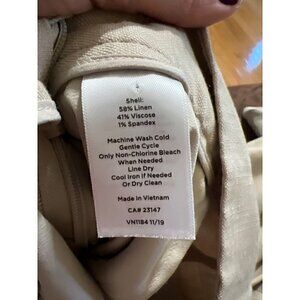 Shell:
58% Linen
41% Viscose
1% Spandex
Machine Wash Cold
Gentle Cycle
Only Non-Chlorine Bleach
When Needed
Line Dry
Cool Iron if Needed
Or Dry Clean
Made in Vietnam
CA# 23147
VN1184 11/19